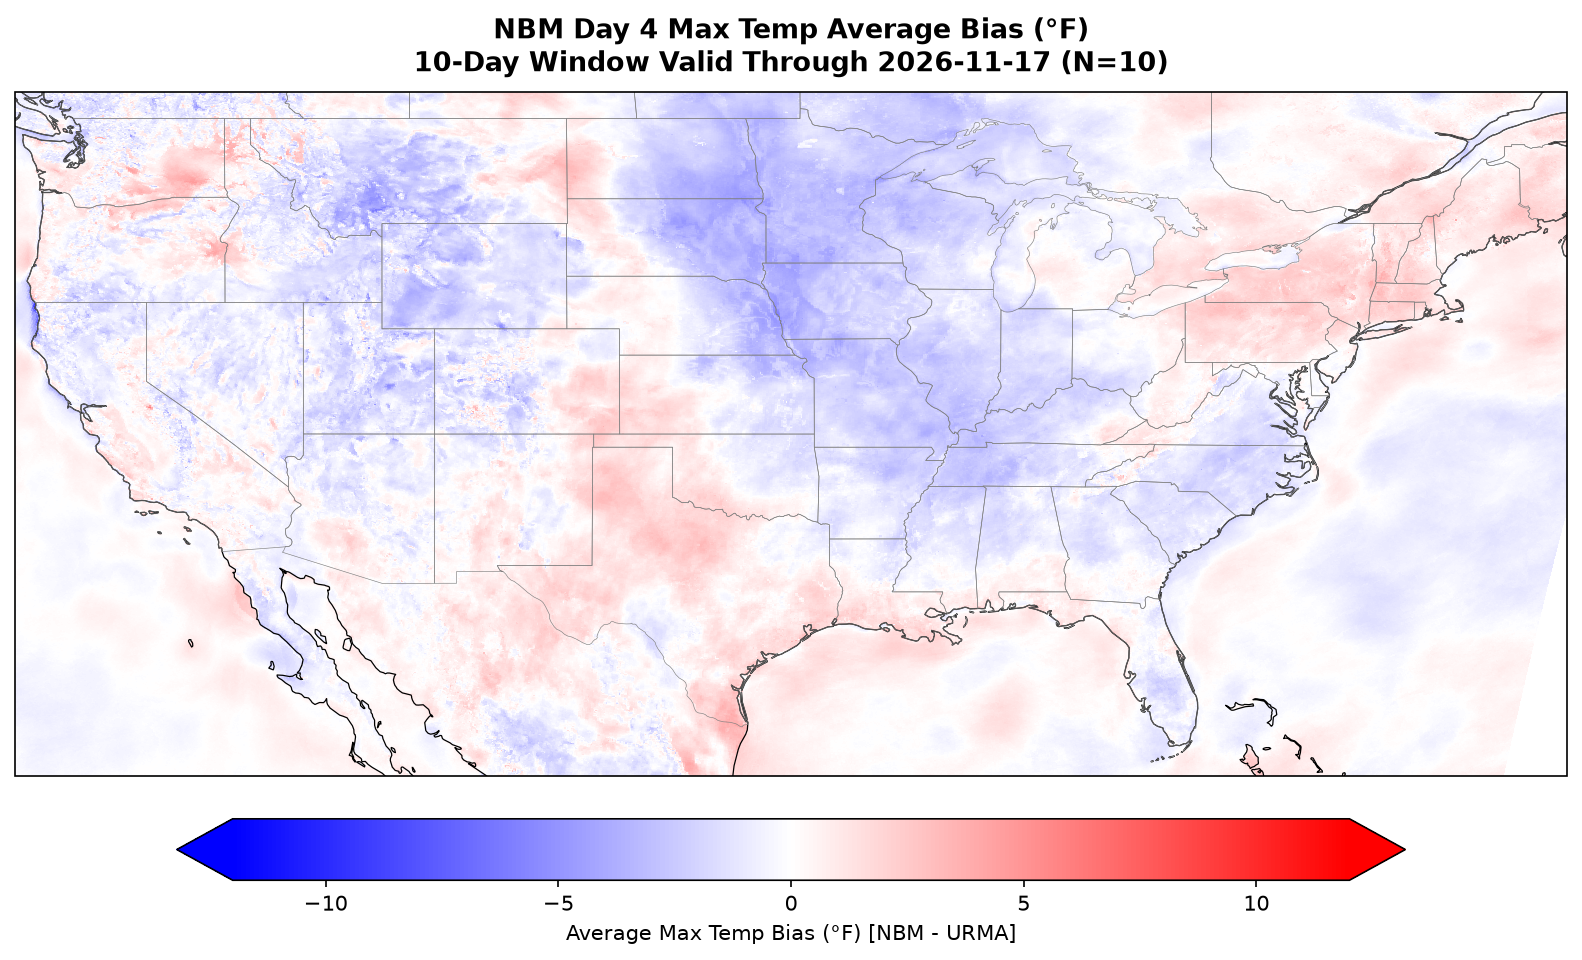 NBM Day 4 Max Temp Average Bias (°F)
10-Day Window Valid Through 2026-11-17 (N=10)
−10 −5 0 5 10
Average Max Temp Bias (°F) [NBM - URMA]